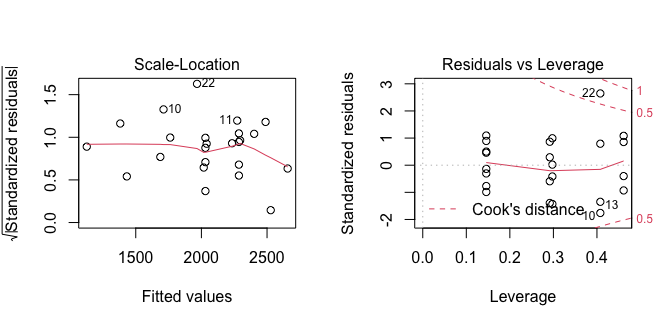 Scale-Location
√|Standardized residuals|
0.0 0.5 1.0 1.5
22
10
11
1500 2000 2500
Fitted values
Residuals vs Leverage
Standardized residuals
-2 0 1 2 3
22
13
10
1
0.5
0.5
Cook's distance
0.0 0.1 0.2 0.3 0.4
Leverage